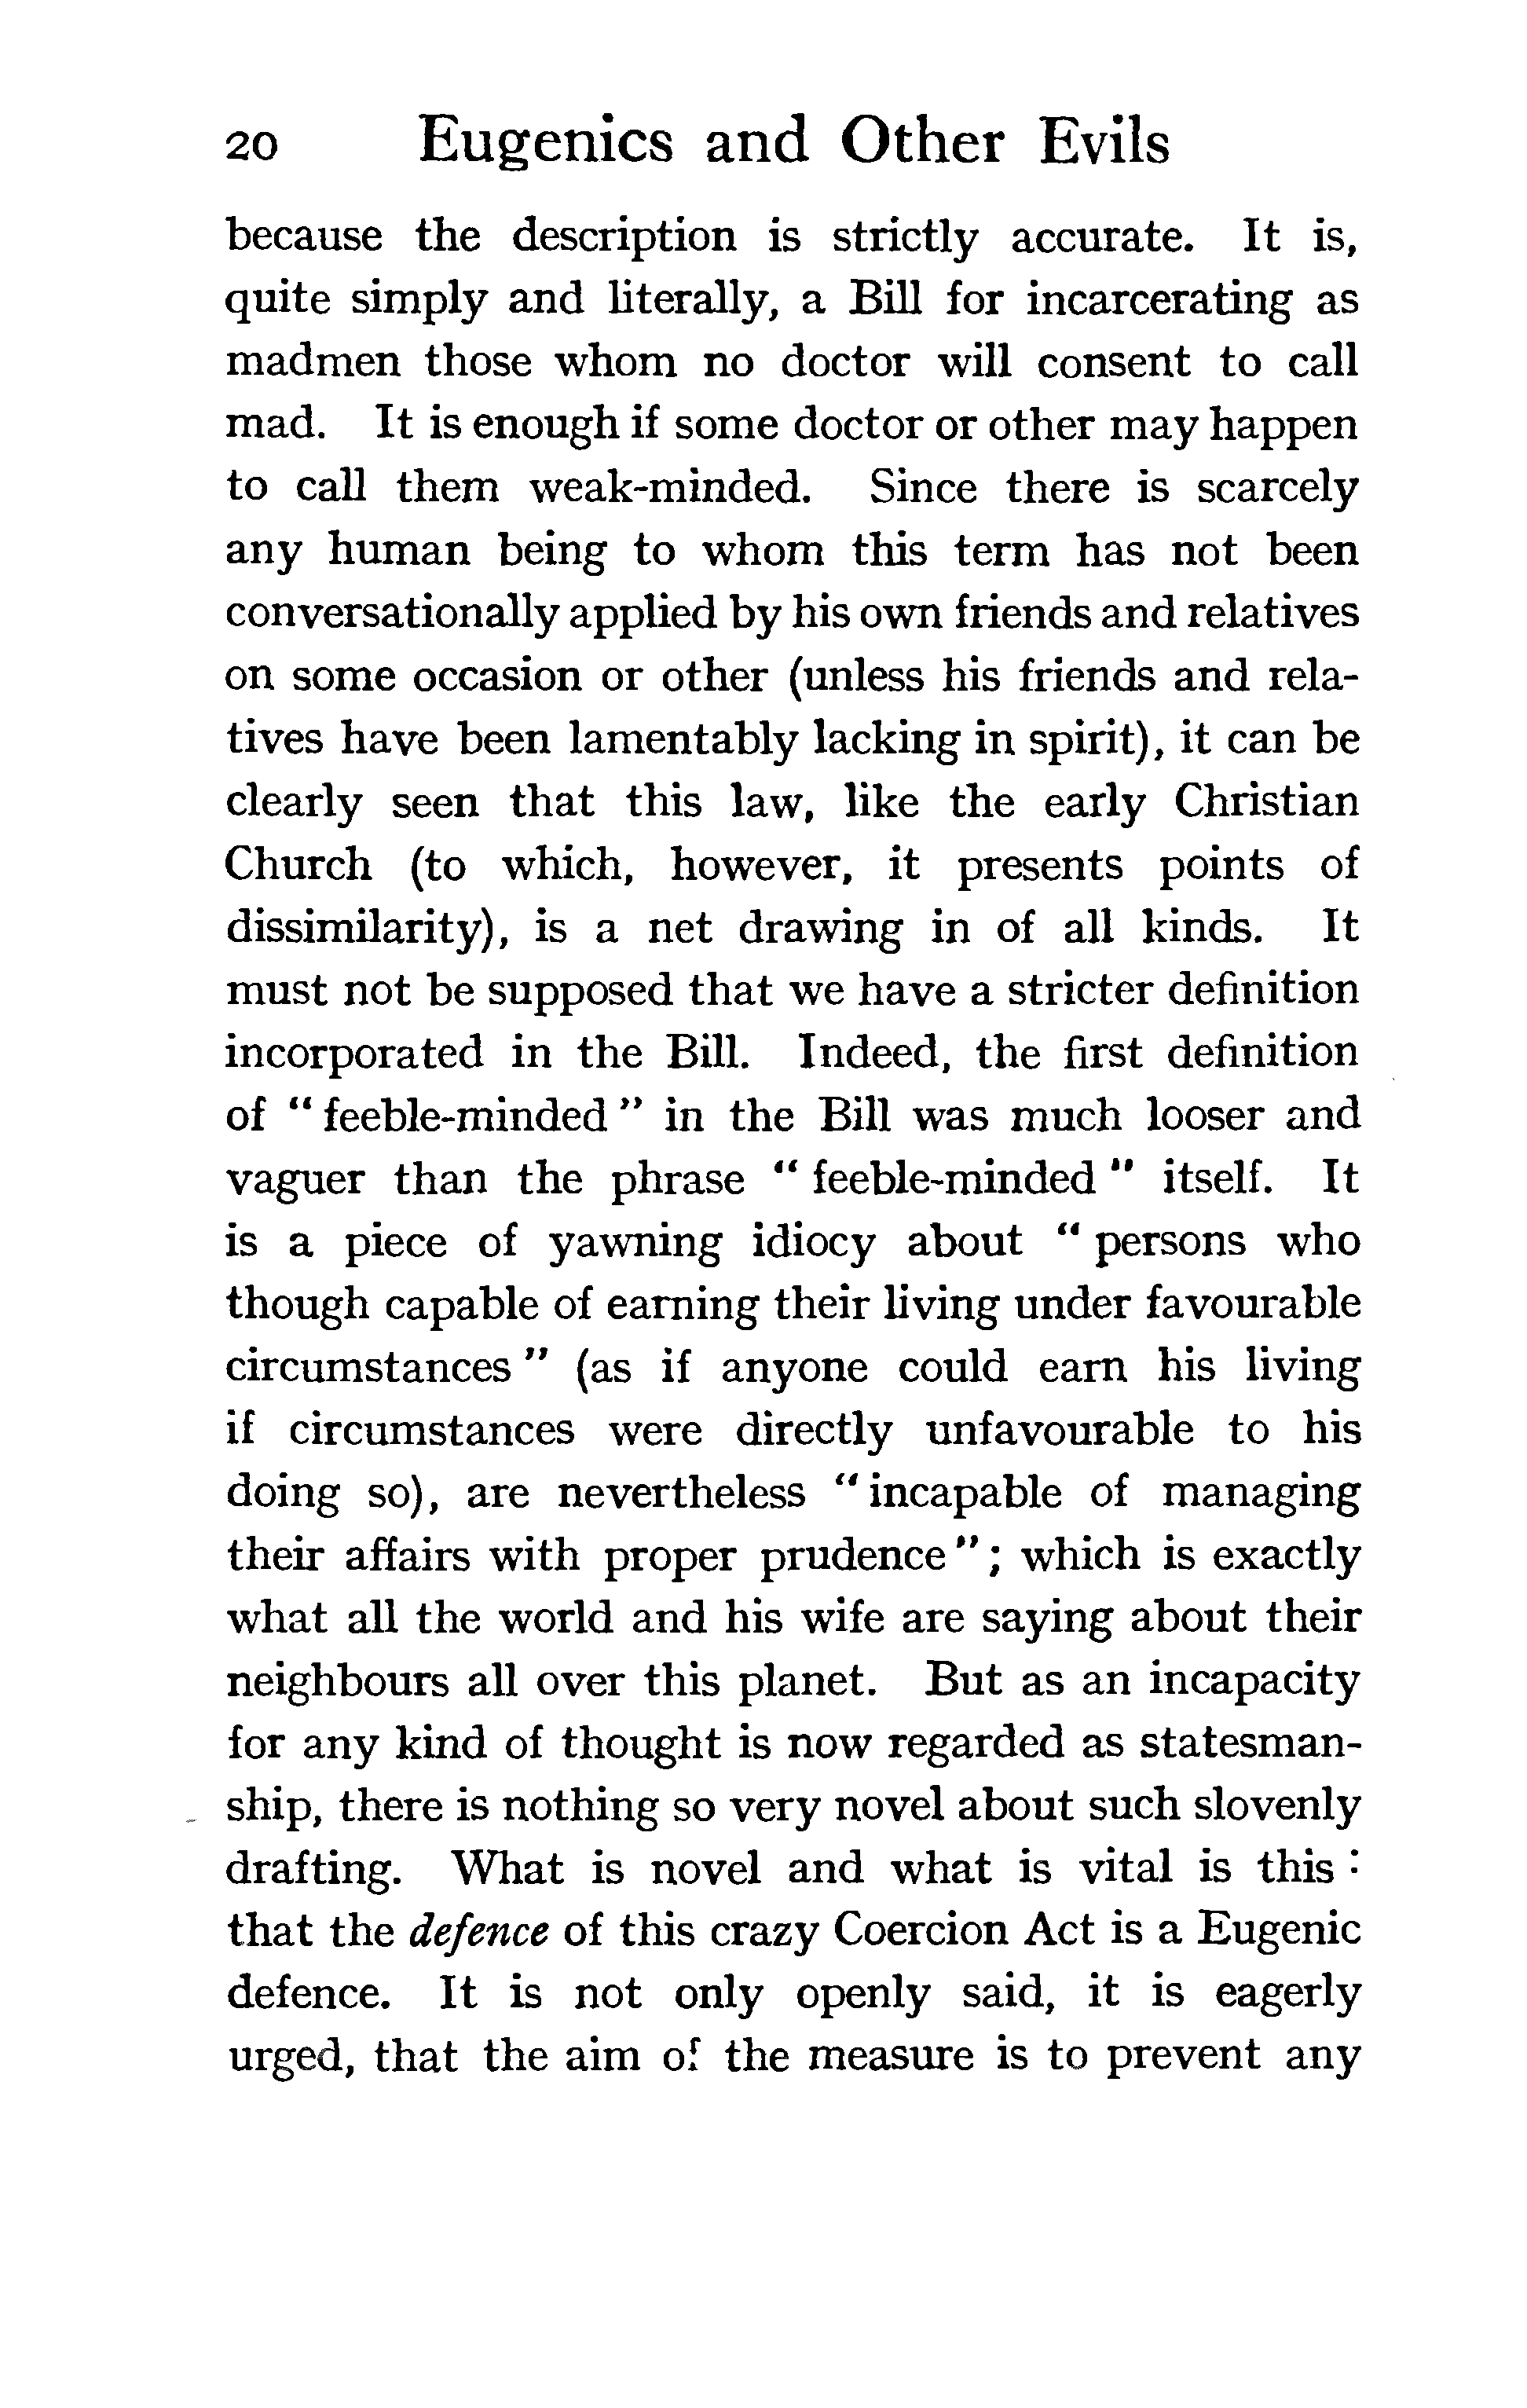 20 Eugenics and Other Evils
because the description is strictly accurate. It is,
quite simply and literally, a Bill for incarcerating as
madmen those whom no doctor will consent to call
mad. It is enough if some doctor or other may happen
to call them weak-minded. Since there is scarcely
any human being to whom this term has not been
conversationally applied by his own friends and relatives
on some occasion or other (unless his friends and rela-
tives have been lamentably lacking in spirit), it can be
clearly seen that this law, like the early Christian
Church (to which, however, it presents points of
dissimilarity), is a net drawing in of all kinds. It
must not be supposed that we have a stricter definition
incorporated in the Bill. Indeed, the first definition
of “feeble-minded” in the Bill was much looser and
vaguer than the phrase “feeble-minded” itself. It
is a piece of yawning idiocy about “persons who
though capable of earning their living under favourable
circumstances” (as if anyone could earn his living
if circumstances were directly unfavourable to his
doing so), are nevertheless “incapable of managing
their affairs with proper prudence”; which is exactly
what all the world and his wife are saying about their
neighbours all over this planet. But as an incapacity
for any kind of thought is now regarded as statesman-
ship, there is nothing so very novel about such slovenly
drafting. What is novel and what is vital is this:
that the defence of this crazy Coercion Act is a Eugenic
defence. It is not only openly said, it is eagerly
urged, that the aim of the measure is to prevent any